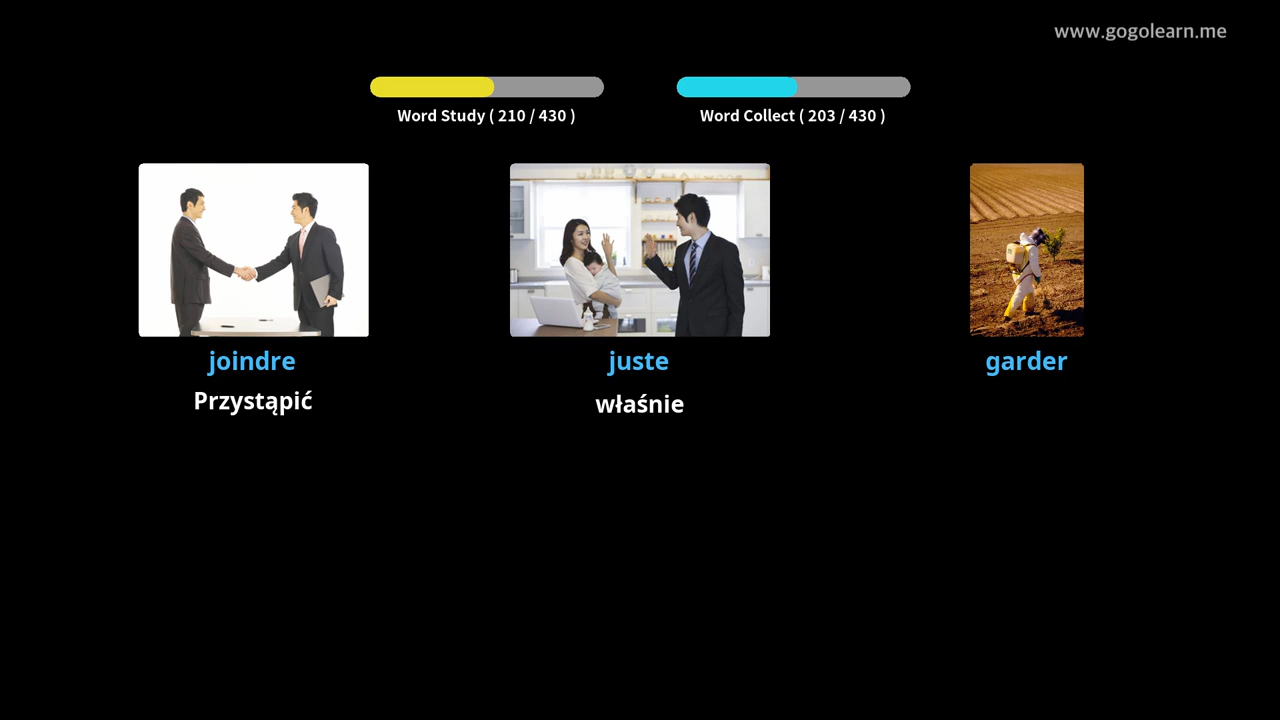 www.gogolearn.me
Word Study ( 210 / 430 )
Word Collect ( 203 / 430 )
joindre
Przystąpić
juste
właśnie
garder